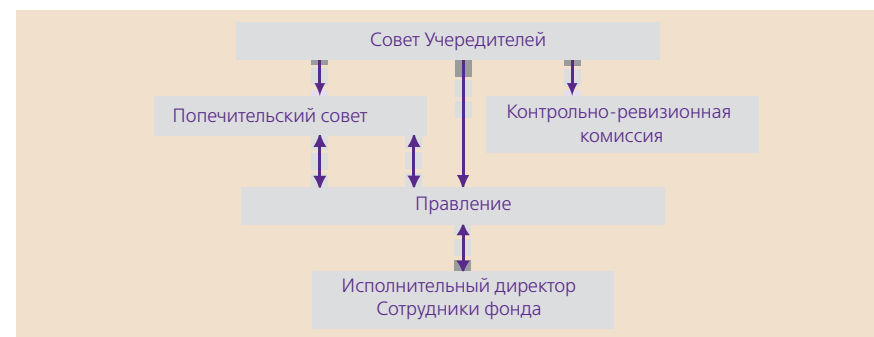 Совет Учередителей
Попечительский совет
Контрольно-ревизионная
комиссия
Правление
Исполнительный директор
Сотрудники фонда